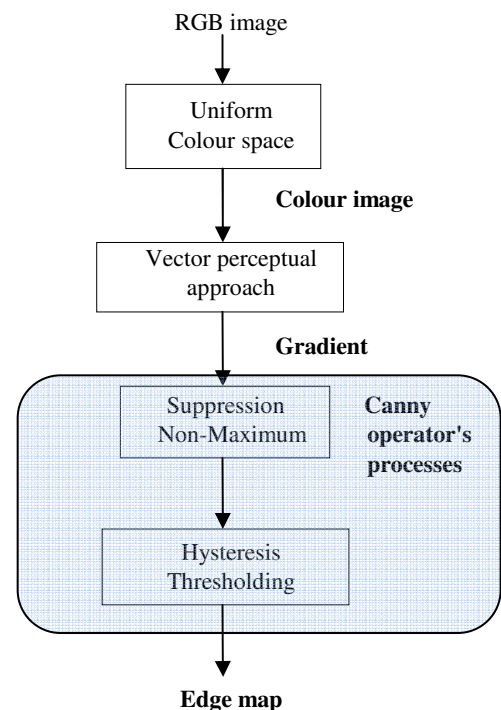 RGB image
Uniform
Colour space
Colour image
Vector perceptual
approach
Gradient
Suppression
Non-Maximum
Canny
operator's
processes
Hysteresis
Thresholding
Edge map